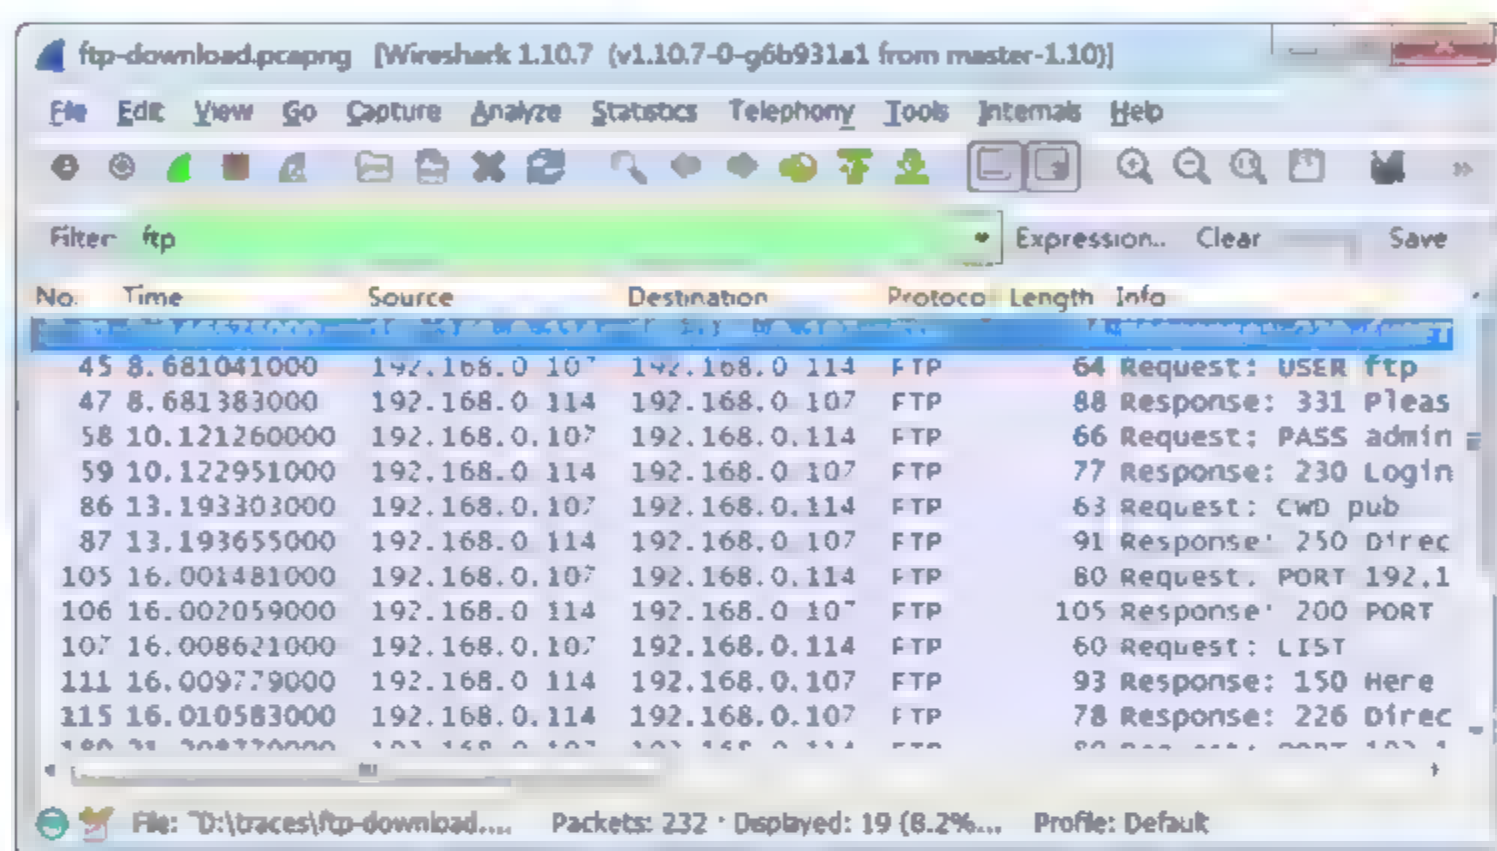 ftp-download.pcapng [Wireshark 1.10.7 (v1.10.7-0-g6b931a1 from master-1.10)]
File Edit View Go Capture Analyze Statistics Telephony Tools Internals Help
Filter: ftp Expression... Clear Save
No. Time Source Destination Protoco Length Info
45 8.681041000 192.168.0.107 192.168.0.114 FTP 64 Request: USER ftp
47 8.681383000 192.168.0.114 192.168.0.107 FTP 88 Response: 331 Pleas
58 10.121260000 192.168.0.107 192.168.0.114 FTP 66 Request: PASS admin
59 10.122951000 192.168.0.114 192.168.0.107 FTP 77 Response: 230 Login
86 13.193303000 192.168.0.107 192.168.0.114 FTP 63 Request: CWD pub
87 13.193655000 192.168.0.114 192.168.0.107 FTP 91 Response: 250 Direc
105 16.001481000 192.168.0.107 192.168.0.114 FTP 80 Request: PORT 192,1
106 16.002059000 192.168.0.114 192.168.0.107 FTP 105 Response: 200 PORT
107 16.008621000 192.168.0.107 192.168.0.114 FTP 60 Request: LIST
111 16.009779000 192.168.0.114 192.168.0.107 FTP 93 Response: 150 Here
115 16.010583000 192.168.0.114 192.168.0.107 FTP 78 Response: 226 Direc
File: "D:\traces\ftp-download.... Packets: 232 · Displayed: 19 (8.2%... Profile: Default